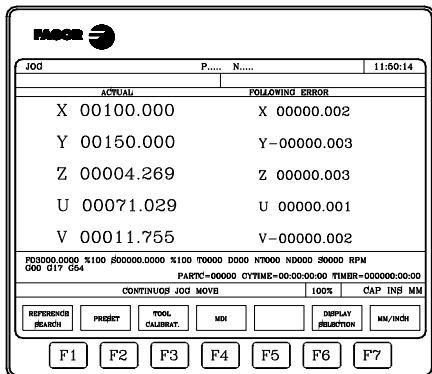 FAGOR
JOG P..... N..... 11:50:14
ACTUAL FOLLOWING ERROR
X 00100.000 X 00000.002
Y 00150.000 Y-00000.003
Z 00004.269 Z 00000.003
U 00071.029 U 00000.001
V 00011.755 V-00000.002
F03000.0000 %100 S00000.0000 %100 T0000 D000 NT000 ND000 S0000 RPM
G00 G17 G54
PARTC=00000 CYTIME=00:00:00:00 TIMER=000000:00:00
CONTINUOS JOG MOVE 100% CAP INS MM
REFERENCE SEARCH PRESET TOOL CALIBRAT. MDI DISPLAY SELECTION MM/INCH
F1 F2 F3 F4 F5 F6 F7